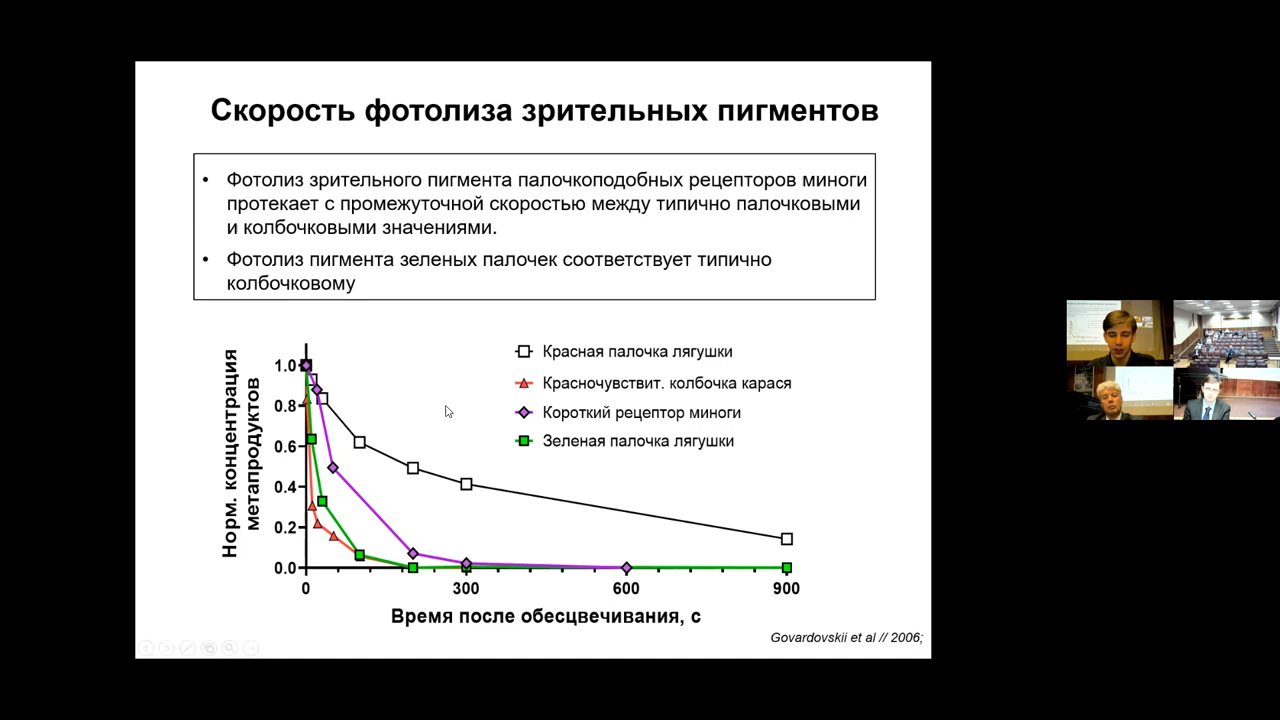 Скорость фотолиза зрительных пигментов
• Фотолиз зрительного пигмента палочкоподобных рецепторов миноги
протекает с промежуточной скоростью между типично палочковыми
и колбочковыми значениями.
• Фотолиз пигмента зеленых палочек соответствует типично
колбочковому
Норм. концентрация
метапродуктов
1.0
0.8
0.6
0.4
0.2
0.0
Красная палочка лягушки
Красночувствит. колбочка карася
Короткий рецептор миноги
Зеленая палочка лягушки
0 300 600 900
Время после обесцвечивания, с
Govardovskii et al // 2006;